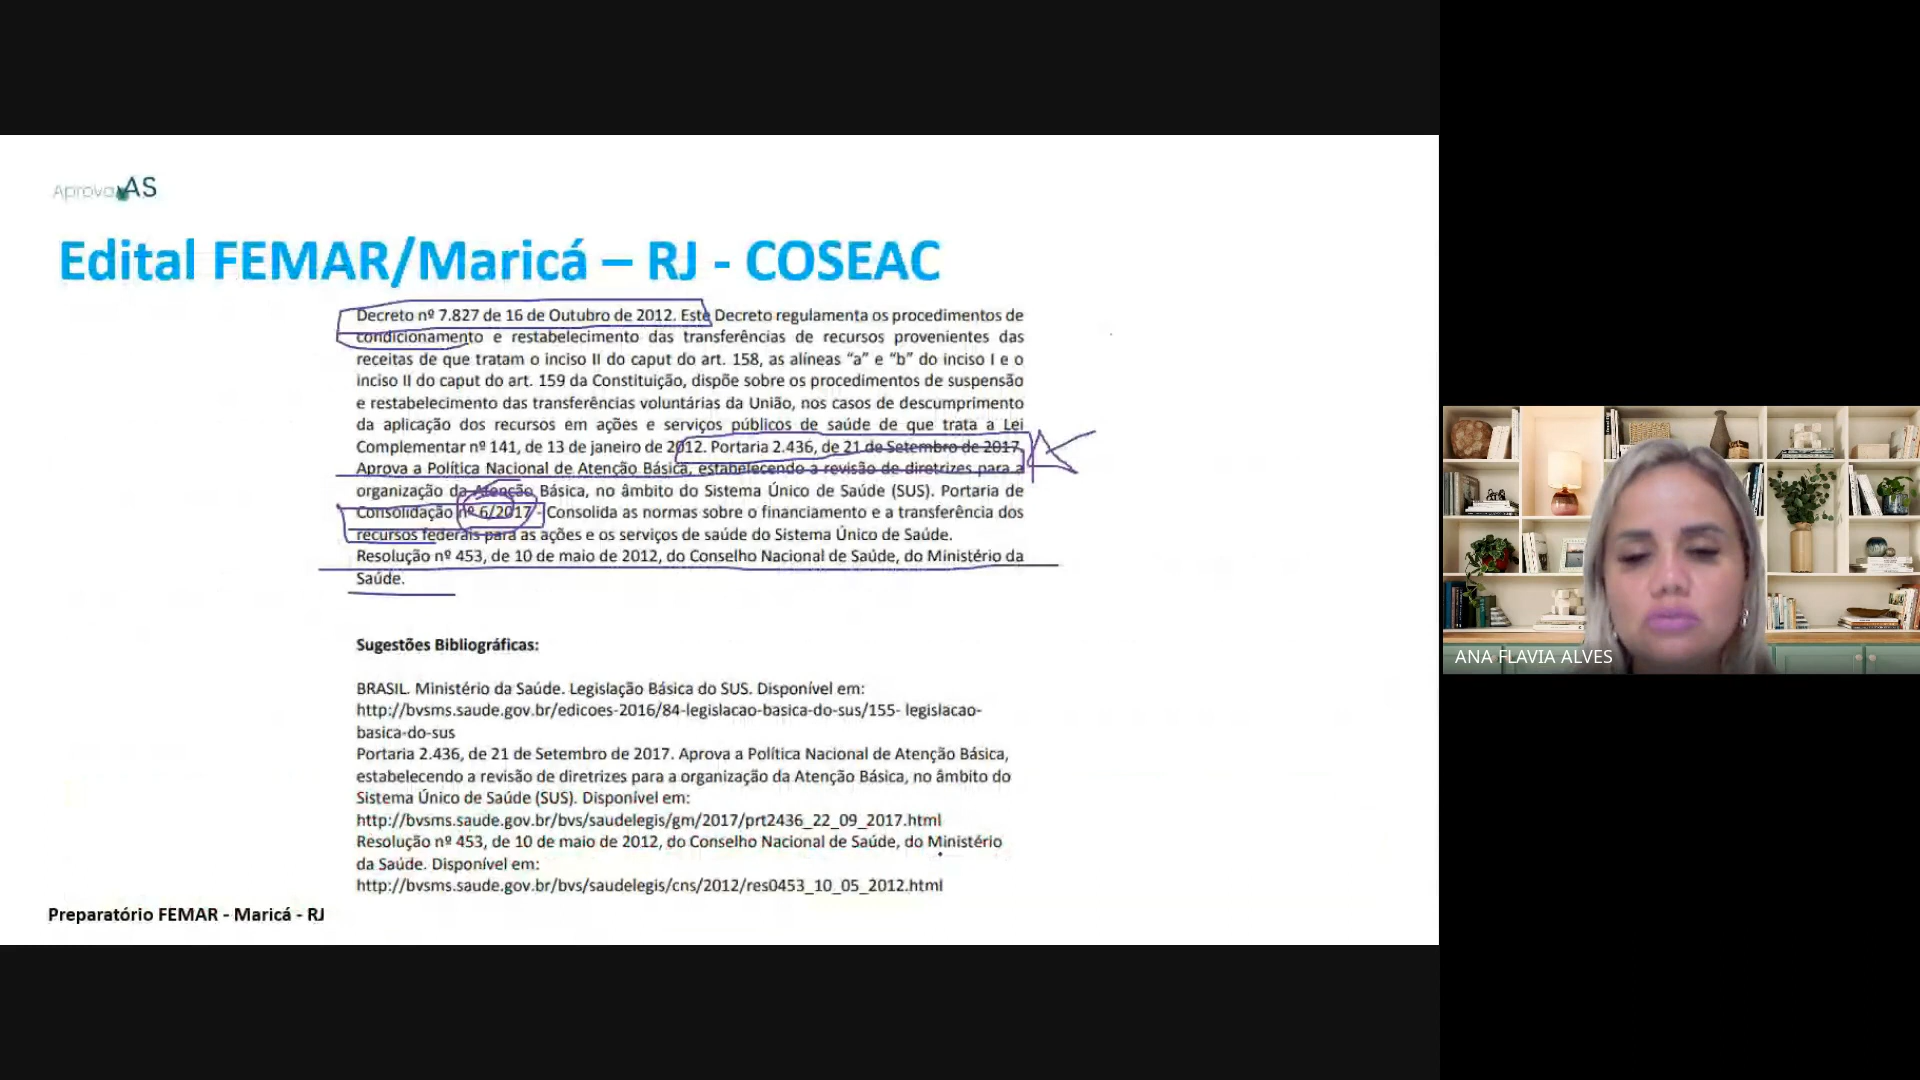 AprovaAS
Edital FEMAR/Maricá – RJ - COSEAC
Decreto nº 7.827 de 16 de Outubro de 2012. Este Decreto regulamenta os procedimentos de
condicionamento e restabelecimento das transferências de recursos provenientes das
receitas de que tratam o inciso II do caput do art. 158, as alíneas “a” e “b” do inciso I e o
inciso II do caput do art. 159 da Constituição, dispõe sobre os procedimentos de suspensão
e restabelecimento das transferências voluntárias da União, nos casos de descumprimento
da aplicação dos recursos em ações e serviços públicos de saúde de que trata a Lei
Complementar nº 141, de 13 de janeiro de 2012. Portaria 2.436, de 21 de Setembro de 2017.
Aprova a Política Nacional de Atenção Básica, estabelecendo a revisão de diretrizes para a
organização da Atenção Básica, no âmbito do Sistema Único de Saúde (SUS). Portaria de
Consolidação nº 6/2017 - Consolida as normas sobre o financiamento e a transferência dos
recursos federais para as ações e os serviços de saúde do Sistema Único de Saúde.
Resolução nº 453, de 10 de maio de 2012, do Conselho Nacional de Saúde, do Ministério da
Saúde.
Sugestões Bibliográficas:
BRASIL. Ministério da Saúde. Legislação Básica do SUS. Disponível em:
http://bvsms.saude.gov.br/edicoes-2016/84-legislacao-basica-do-sus/155- legislacao-
basica-do-sus
Portaria 2.436, de 21 de Setembro de 2017. Aprova a Política Nacional de Atenção Básica,
estabelecendo a revisão de diretrizes para a organização da Atenção Básica, no âmbito do
Sistema Único de Saúde (SUS). Disponível em:
http://bvsms.saude.gov.br/bvs/saudelegis/gm/2017/prt2436_22_09_2017.html
Resolução nº 453, de 10 de maio de 2012, do Conselho Nacional de Saúde, do Ministério
da Saúde. Disponível em:
http://bvsms.saude.gov.br/bvs/saudelegis/cns/2012/res0453_10_05_2012.html
Preparatório FEMAR - Maricá - RJ
ANA FLAVIA ALVES